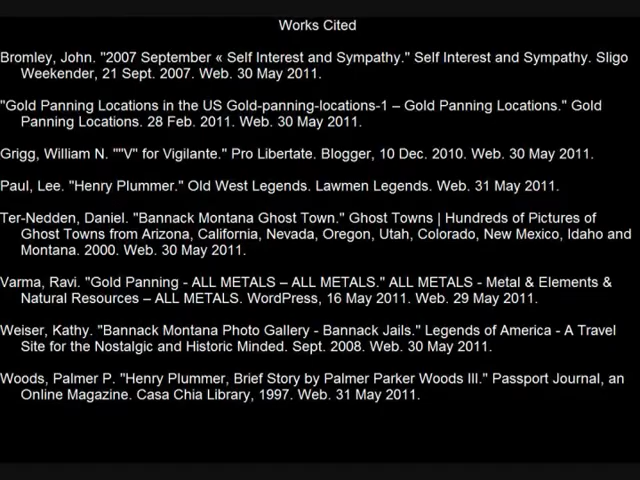 Works Cited
Bromley, John. "2007 September « Self Interest and Sympathy." Self Interest and Sympathy. Sligo
Weekender, 21 Sept. 2007. Web. 30 May 2011.
"Gold Panning Locations in the US Gold-panning-locations-1 – Gold Panning Locations." Gold
Panning Locations. 28 Feb. 2011. Web. 30 May 2011.
Grigg, William N. ""V" for Vigilante." Pro Libertate. Blogger, 10 Dec. 2010. Web. 30 May 2011.
Paul, Lee. "Henry Plummer." Old West Legends. Lawmen Legends. Web. 31 May 2011.
Ter-Nedden, Daniel. "Bannack Montana Ghost Town." Ghost Towns | Hundreds of Pictures of
Ghost Towns from Arizona, California, Nevada, Oregon, Utah, Colorado, New Mexico, Idaho and
Montana. 2000. Web. 30 May 2011.
Varma, Ravi. "Gold Panning - ALL METALS – ALL METALS." ALL METALS - Metal & Elements &
Natural Resources – ALL METALS. WordPress, 16 May 2011. Web. 29 May 2011.
Weiser, Kathy. "Bannack Montana Photo Gallery - Bannack Jails." Legends of America - A Travel
Site for the Nostalgic and Historic Minded. Sept. 2008. Web. 30 May 2011.
Woods, Palmer P. "Henry Plummer, Brief Story by Palmer Parker Woods III." Passport Journal, an
Online Magazine. Casa Chia Library, 1997. Web. 31 May 2011.